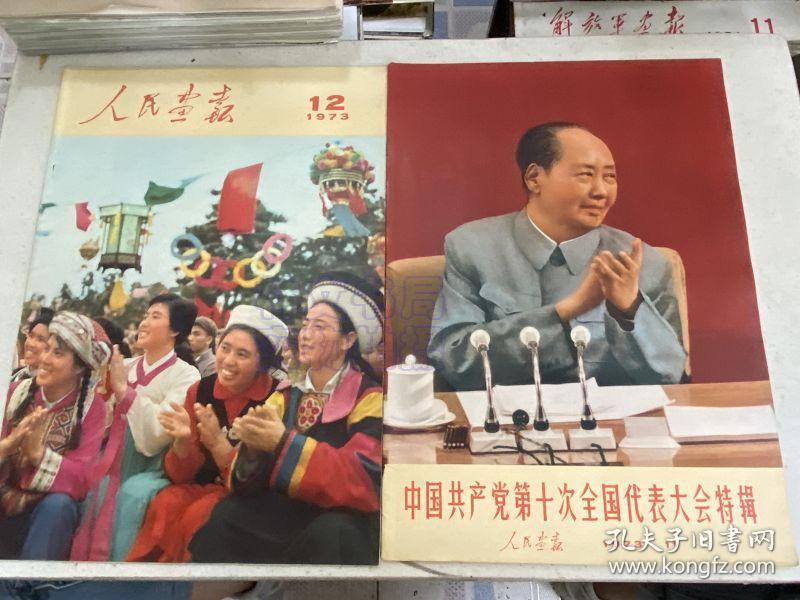 解放军画报
11
人民画报
12
1973
中国共产党第十次全国代表大会特辑
人民画报
孔夫子旧书网
www.kongfz.com